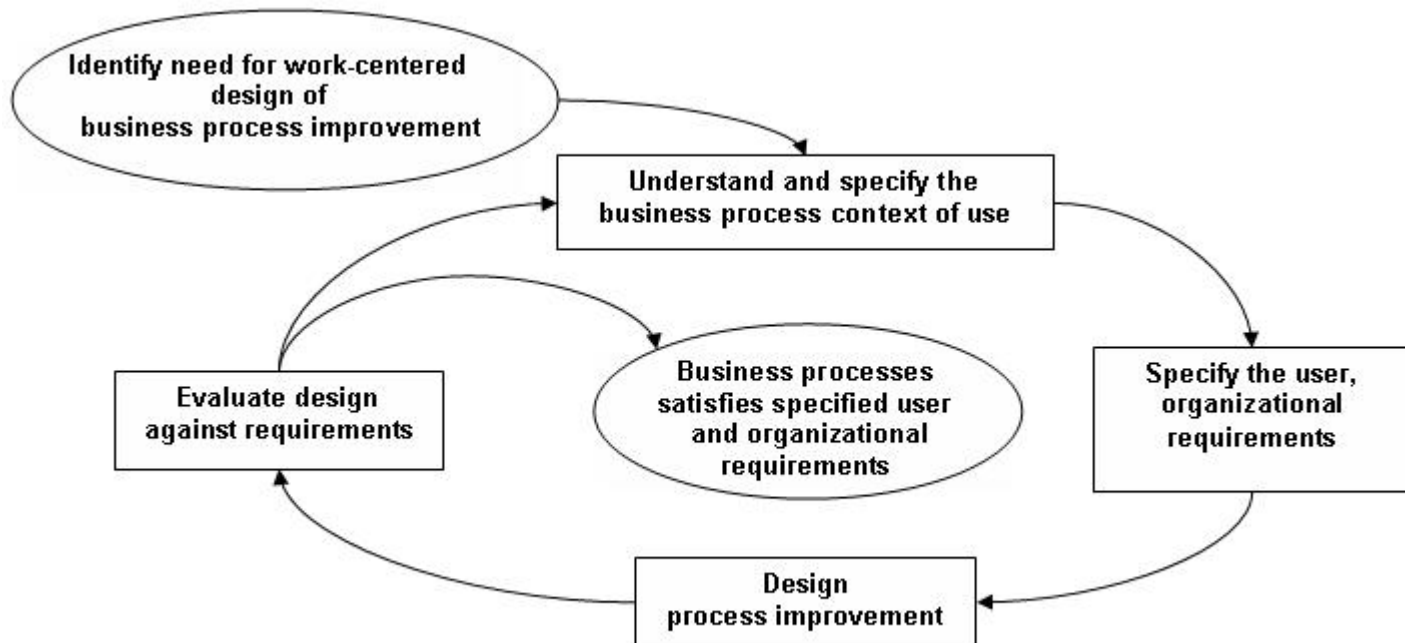 Identify need for work-centered
design of
business process improvement
Understand and specify the
business process context of use
Specify the user,
organizational
requirements
Business processes
satisfies specified user
and organizational
requirements
Evaluate design
against requirements
Design
process improvement